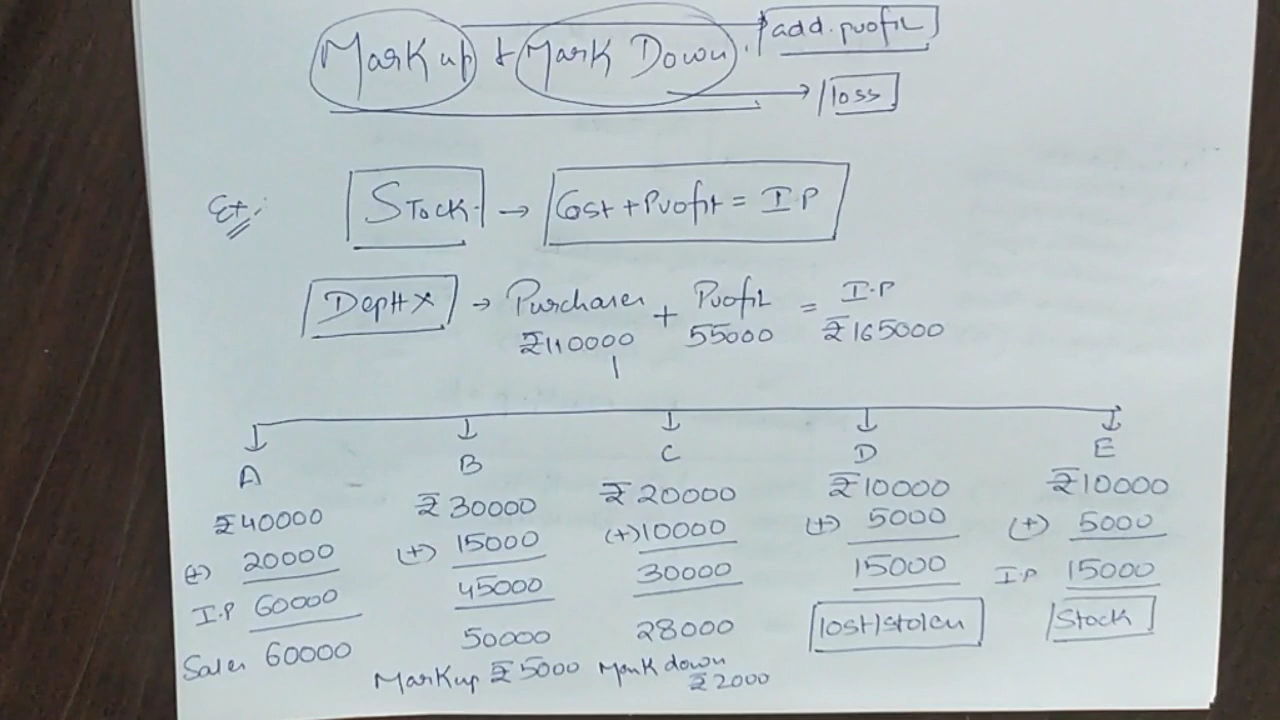 Mark up & Mark Down. add. profit
loss
Ex:-
Stock. → Cost + Profit = I.P
Dept X → Purchases + Profit = I.P
₹110000 55000 ₹165000
A B C D E
₹40000 ₹30000 ₹20000 ₹10000 ₹10000
(+) 20000 (+) 15000 (+) 10000 (+) 5000 (+) 5000
I.P 60000 45000 30000 15000 I.P 15000
Sales 60000 50000 28000 lost/stolen Stock
Markup ₹5000 Mark down
₹2000